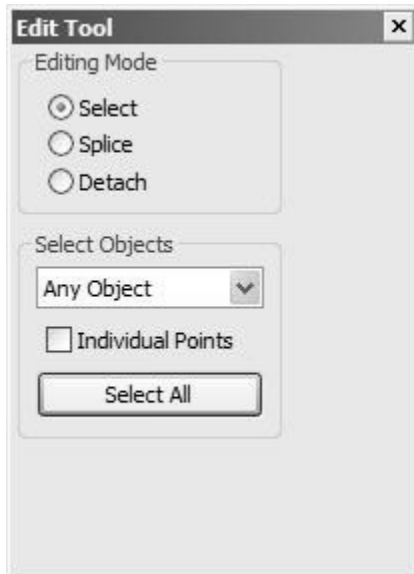 Edit Tool
Editing Mode
Select
Splice
Detach
Select Objects
Any Object
Individual Points
Select All